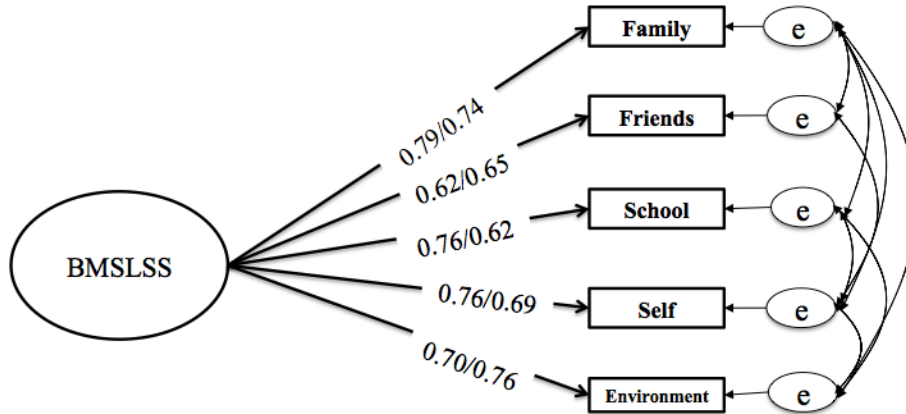 Family
e
0.79/0.74
Friends
e
0.62/0.65
School
e
0.76/0.62
BMSLSS
Self
e
0.76/0.69
Environment
e
0.70/0.76